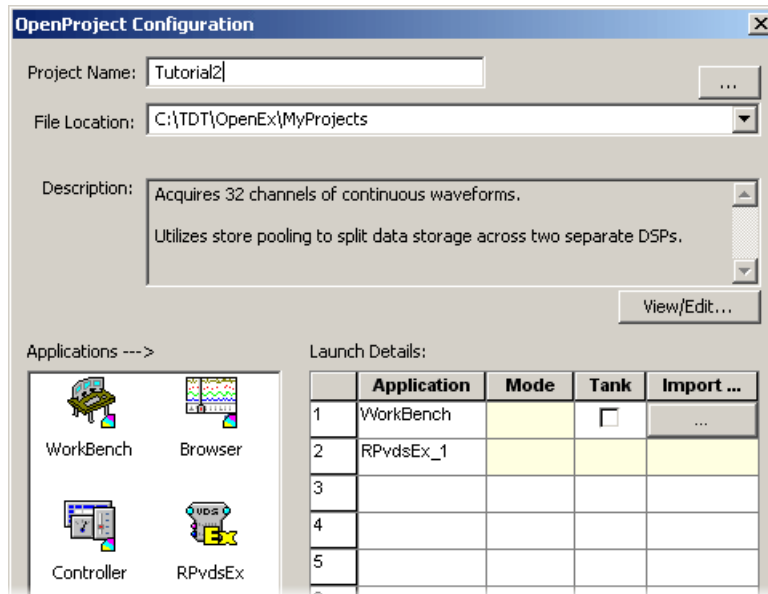 OpenProject Configuration
Project Name: Tutorial2
...
File Location: C:\TDT\OpenEx\MyProjects
Description: Acquires 32 channels of continuous waveforms.
Utilizes store pooling to split data storage across two separate DSPs.
View/Edit...
Applications --->
Launch Details:
WorkBench
Browser
Controller
VDS
Ex
RPvdsEx
Application Mode Tank Import ...
1 WorkBench ...
2 RPvdsEx_1
3
4
5